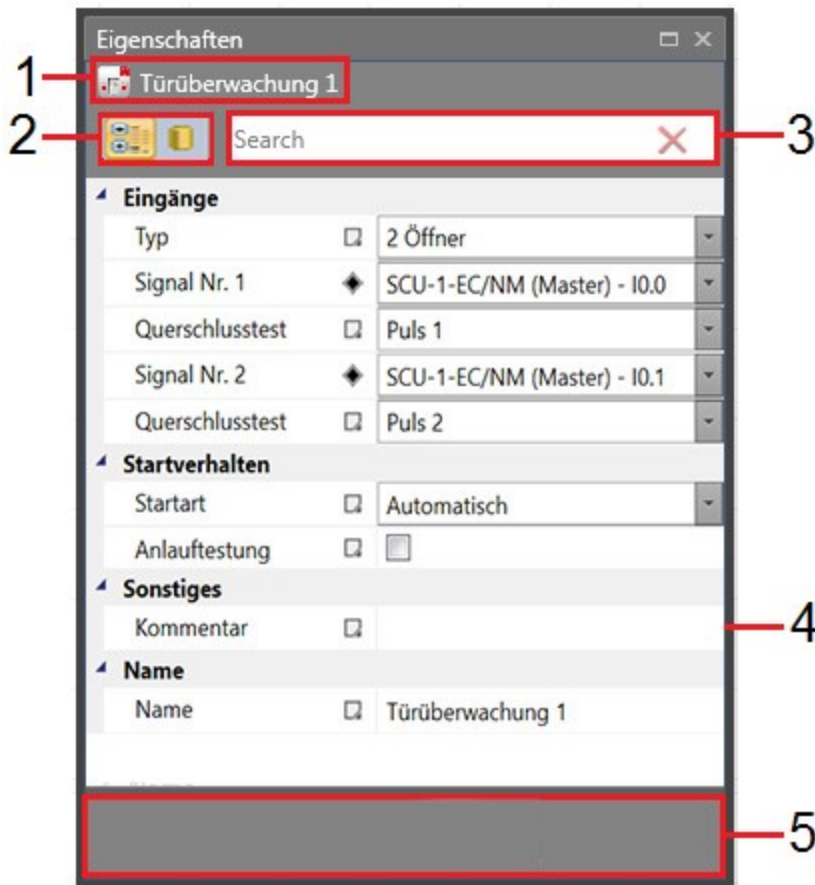 Eigenschaften
1 Türüberwachung 1
2 Search 3
Eingänge
Typ 2 Öffner
Signal Nr. 1 SCU-1-EC/NM (Master) - I0.0
Querschlusstest Puls 1
Signal Nr. 2 SCU-1-EC/NM (Master) - I0.1
Querschlusstest Puls 2
Startverhalten
Startart Automatisch
Anlauftestung
Sonstiges
Kommentar 4
Name
Name Türüberwachung 1
5